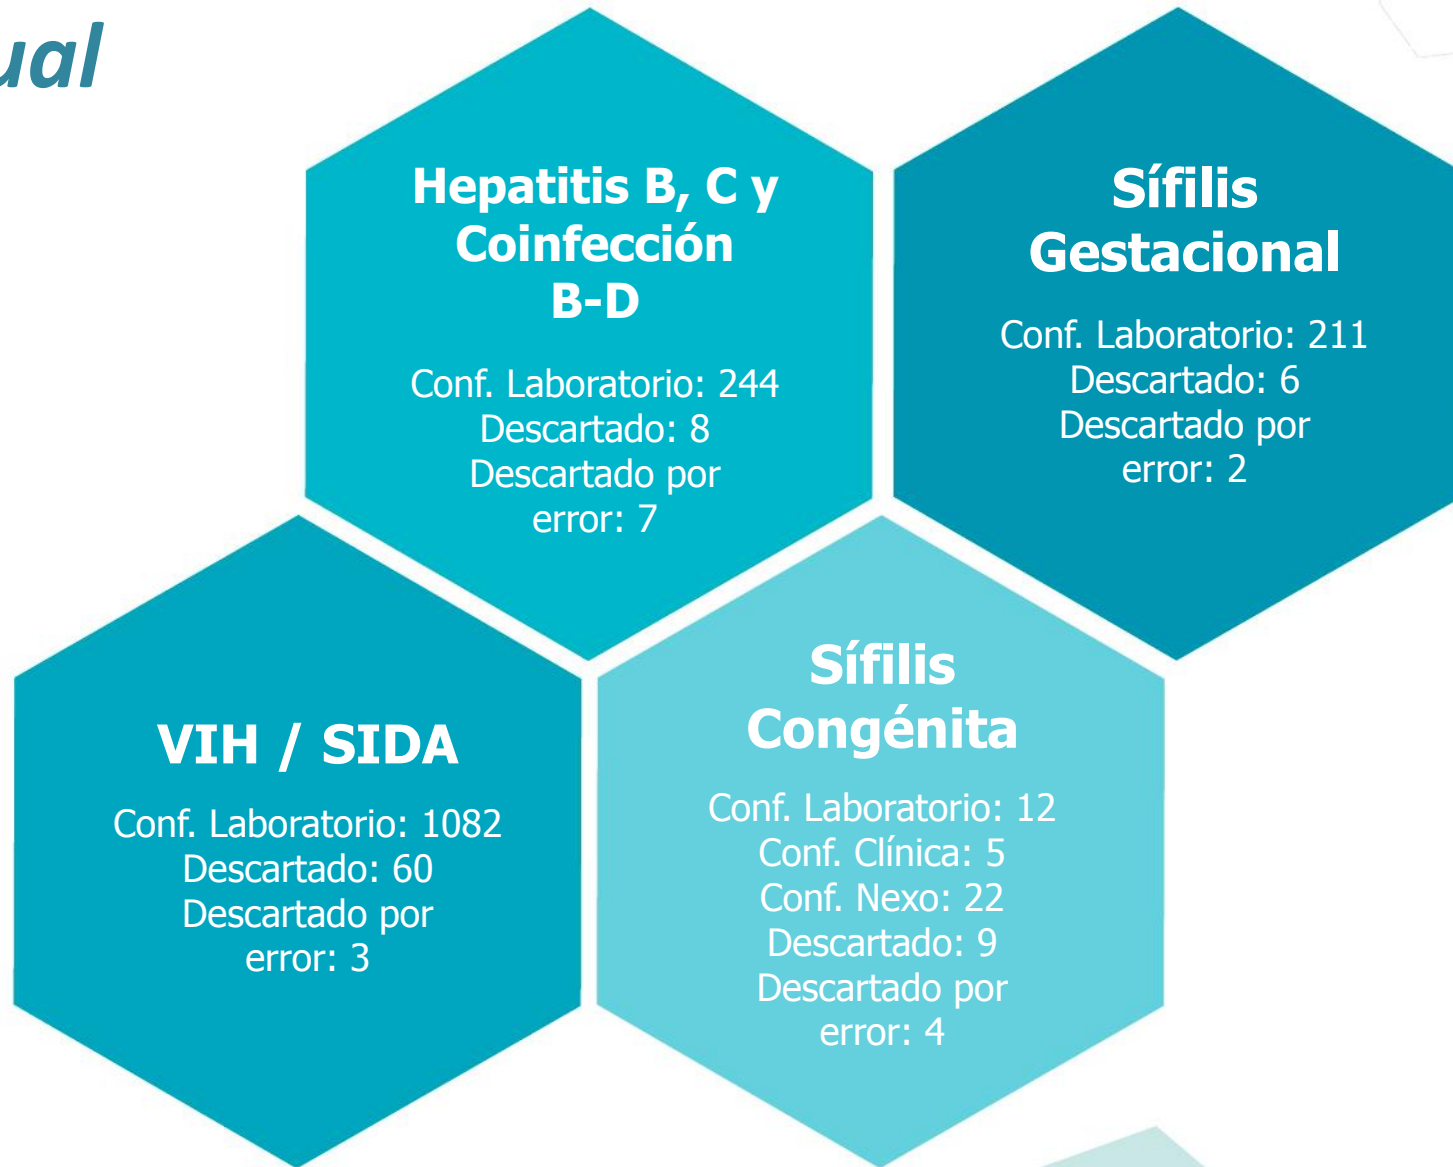 ual
Hepatitis B, C y
Coinfección
B-D
Conf. Laboratorio: 244
Descartado: 8
Descartado por
error: 7
Sífilis
Gestacional
Conf. Laboratorio: 211
Descartado: 6
Descartado por
error: 2
VIH / SIDA
Conf. Laboratorio: 1082
Descartado: 60
Descartado por
error: 3
Sífilis
Congénita
Conf. Laboratorio: 12
Conf. Clínica: 5
Conf. Nexo: 22
Descartado: 9
Descartado por
error: 4